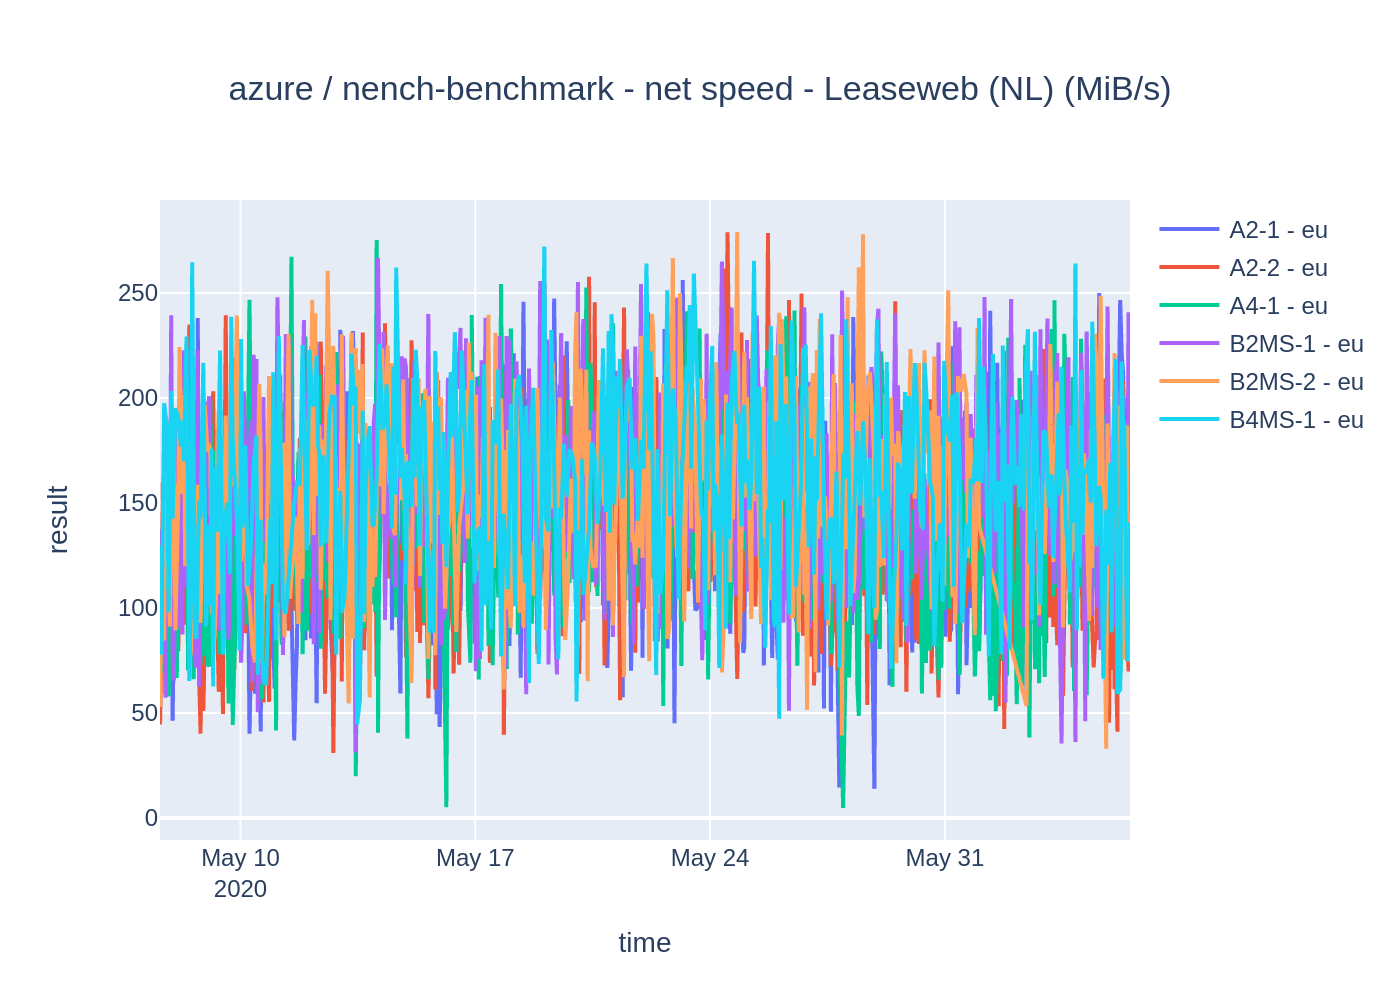 azure / nench-benchmark - net speed - Leaseweb (NL) (MiB/s)
A2-1 - eu
A2-2 - eu
A4-1 - eu
B2MS-1 - eu
B2MS-2 - eu
B4MS-1 - eu
250
200
150
100
50
0
result
May 10
2020
May 17
May 24
May 31
time